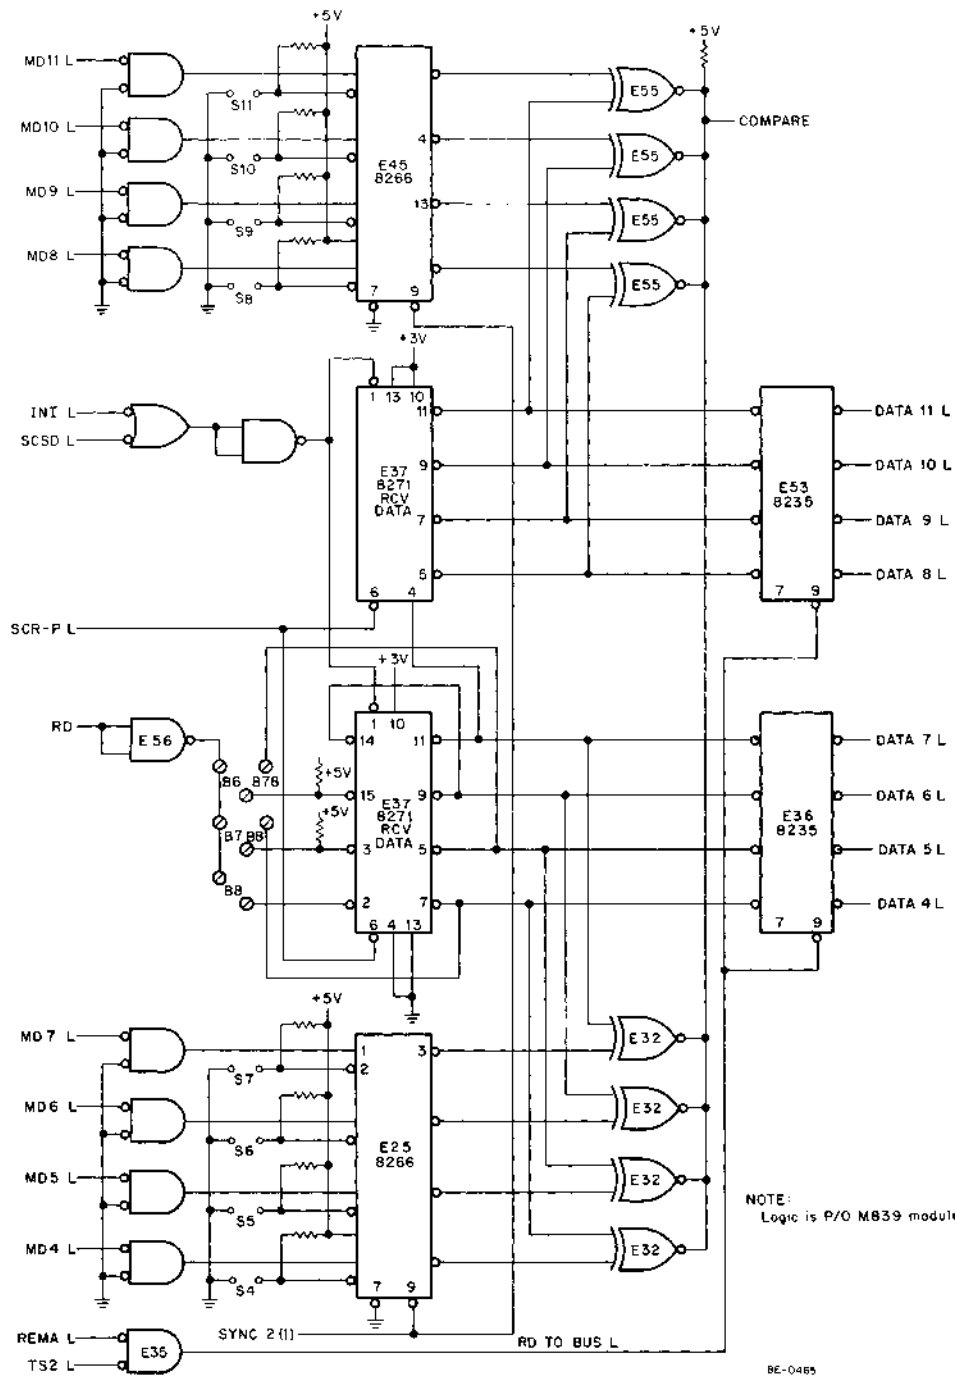 +5V
+5V
MD11 L
S11
E55
COMPARE
MD10 L
S10
E45
8266
4
E55
MD9 L
S9
13
E55
MD8 L
S8
7 9
E55
+3V
1 13 10
INI L
SCSD L
E37
8271
RCV
DATA
11
9
7
5
6 4
E53
8235
7 9
DATA 11 L
DATA 10 L
DATA 9 L
DATA 8 L
SCR-P L
+3V
RD
E56
B6
B78
+5V
B7
+5V
B8
1 10
14
15
3
2
E37
8271
RCV
DATA
11
9
5
7
6 4 13
E36
8235
7 9
DATA 7 L
DATA 6 L
DATA 5 L
DATA 4 L
+5V
MD7 L
S7
1
2
3
E32
MD6 L
S6
E25
8266
E32
MD5 L
S5
E32
MD4 L
S4
7 9
E32
NOTE:
Logic is P/O M839 module
SYNC 2 (1)
RD TO BUS L
REMA L
TS2 L
E35
BE-0465